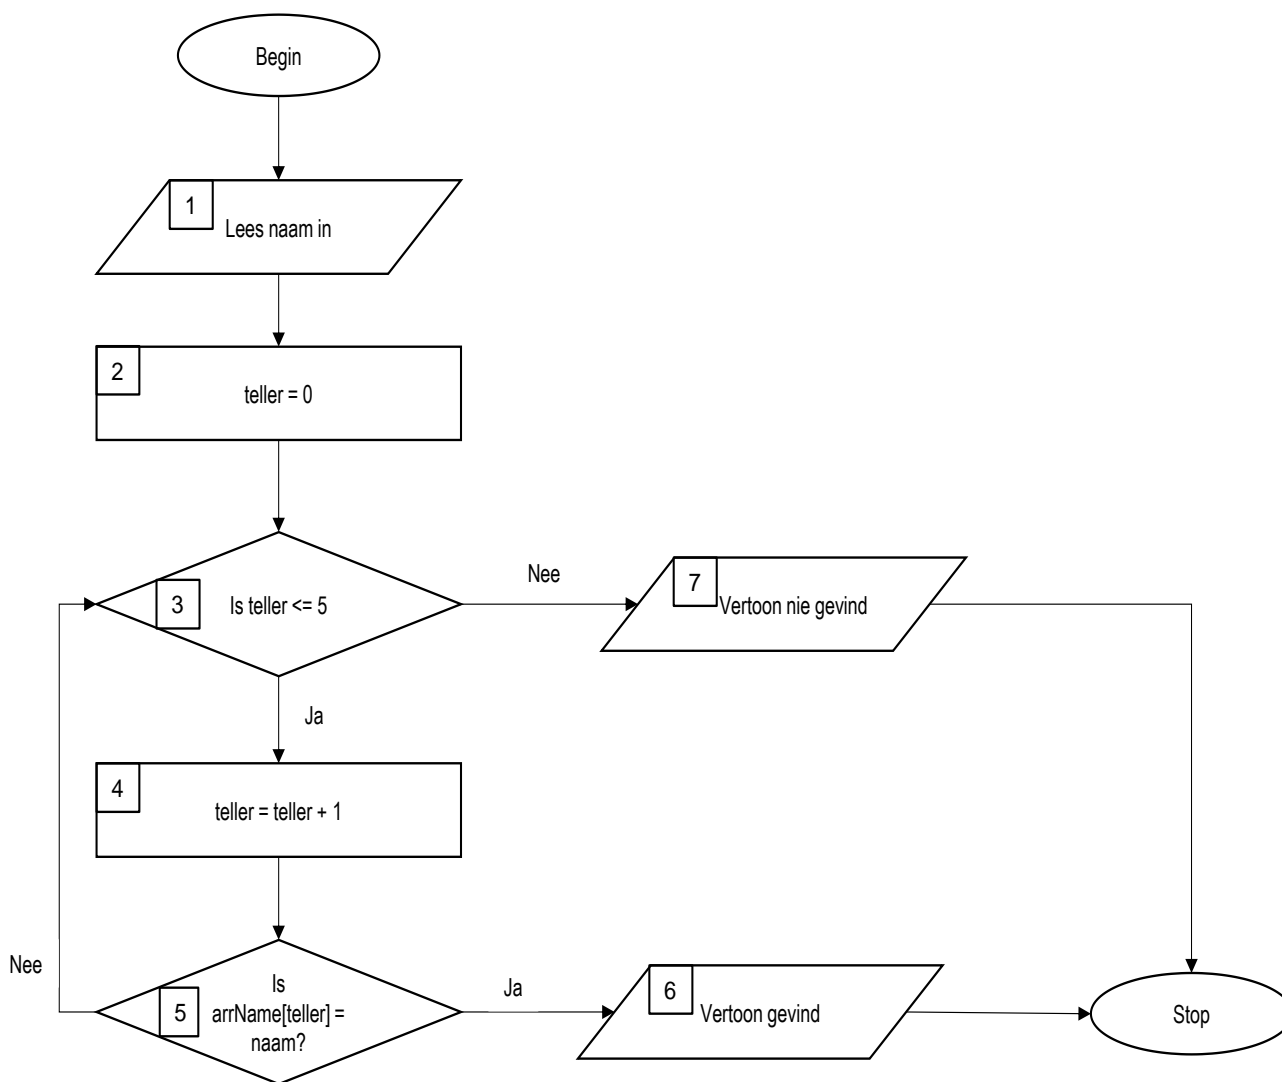 Begin
1
Lees naam in
2
teller = 0
3
Is teller <= 5
Nee
7
Vertoon nie gevind
Ja
4
teller = teller + 1
Nee
5
Is
arrName[teller] =
naam?
Ja
6
Vertoon gevind
Stop